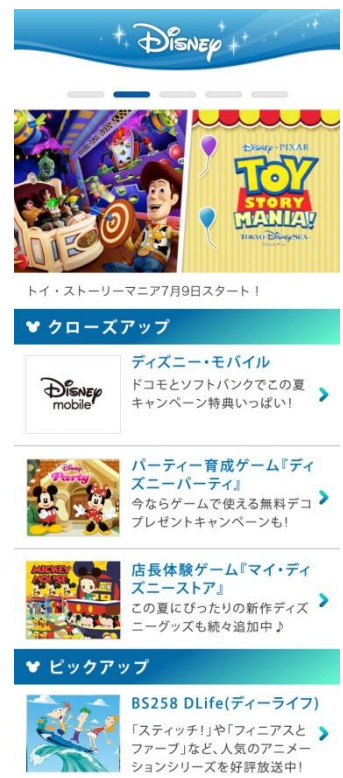 Disney
Disney・PIXAR
TOY
STORY
MANIA!
TOKYO DisneySEA
トイ・ストーリーマニア7月9日スタート！
クローズアップ
Disney
mobile
ディズニー・モバイル
ドコモとソフトバンクでこの夏
キャンペーン特典いっぱい！
Disney
Party
パーティー育成ゲーム『ディ
ズニーパーティ』
今ならゲームで使える無料デコ
プレゼントキャンペーンも！
MICKEY
MOUSE
店長体験ゲーム『マイ・ディ
ズニーストア』
この夏にぴったりの新作ディズ
ニーグッズも続々追加中♪
ピックアップ
BS258 DLife(ディーライフ)
「スティッチ！」や「フィニアスと
ファーブ」など、人気のアニメー
ションシリーズを好評放送中！